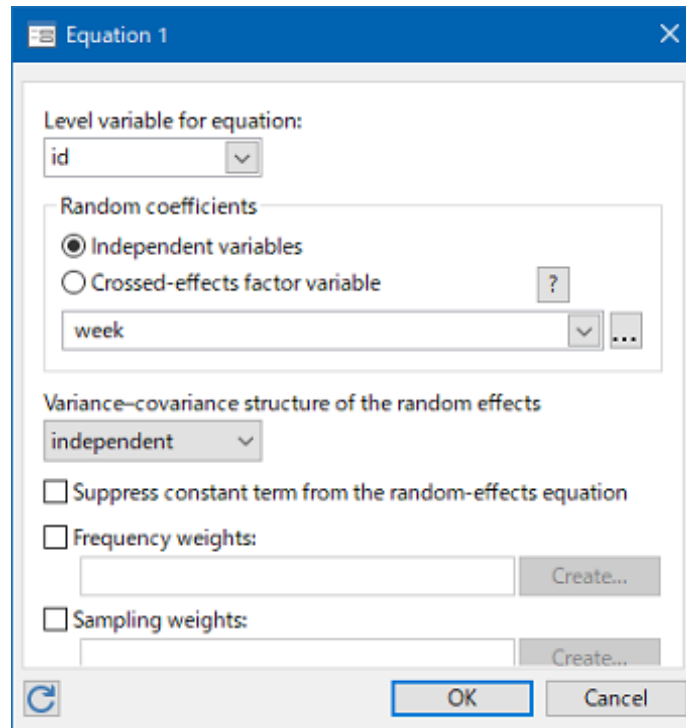 Equation 1
Level variable for equation:
id
Random coefficients
Independent variables
Crossed-effects factor variable
?
week
...
Variance–covariance structure of the random effects
independent
Suppress constant term from the random-effects equation
Frequency weights:
Create...
Sampling weights:
Create...
OK
Cancel